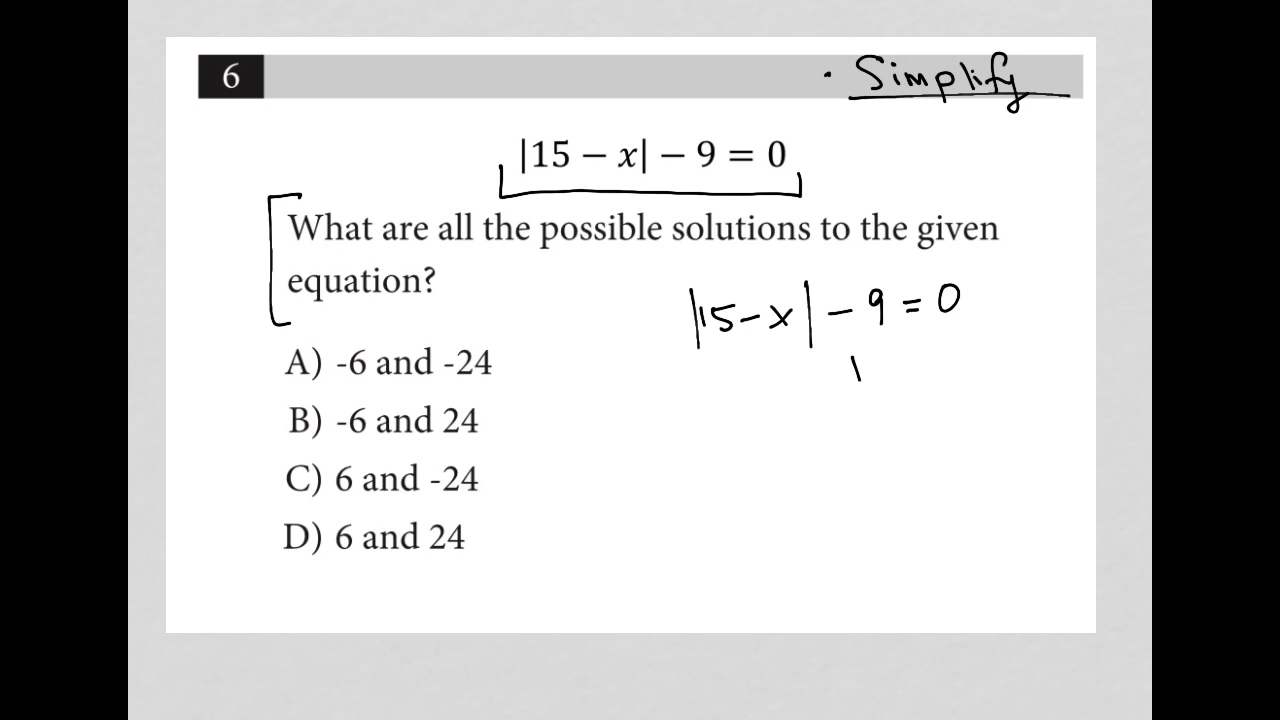 6
· Simplify
|15 − x| − 9 = 0
What are all the possible solutions to the given
equation?
|15 − x| − 9 = 0
A) -6 and -24
B) -6 and 24
C) 6 and -24
D) 6 and 24